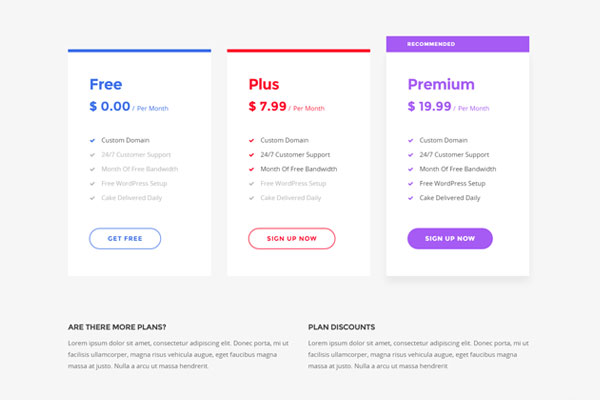 RECOMMENDED
Free
$ 0.00 / Per Month
Custom Domain
24/7 Customer Support
Month Of Free Bandwidth
Free WordPress Setup
Cake Delivered Daily
GET FREE
Plus
$ 7.99 / Per Month
Custom Domain
24/7 Customer Support
Month Of Free Bandwidth
Free WordPress Setup
Cake Delivered Daily
SIGN UP NOW
Premium
$ 19.99 / Per Month
Custom Domain
24/7 Customer Support
Month Of Free Bandwidth
Free WordPress Setup
Cake Delivered Daily
SIGN UP NOW
ARE THERE MORE PLANS?
Lorem ipsum dolor sit amet, consectetur adipiscing elit. Donec porta, mi ut
facilisis ullamcorper, magna risus vehicula augue, eget faucibus magna
massa at justo. Nulla a arcu ut mauris hendrerit.
PLAN DISCOUNTS
Lorem ipsum dolor sit amet, consectetur adipiscing elit. Donec porta, mi ut
facilisis ullamcorper, magna risus vehicula augue, eget faucibus magna
massa at justo. Nulla a arcu ut mauris hendrerit